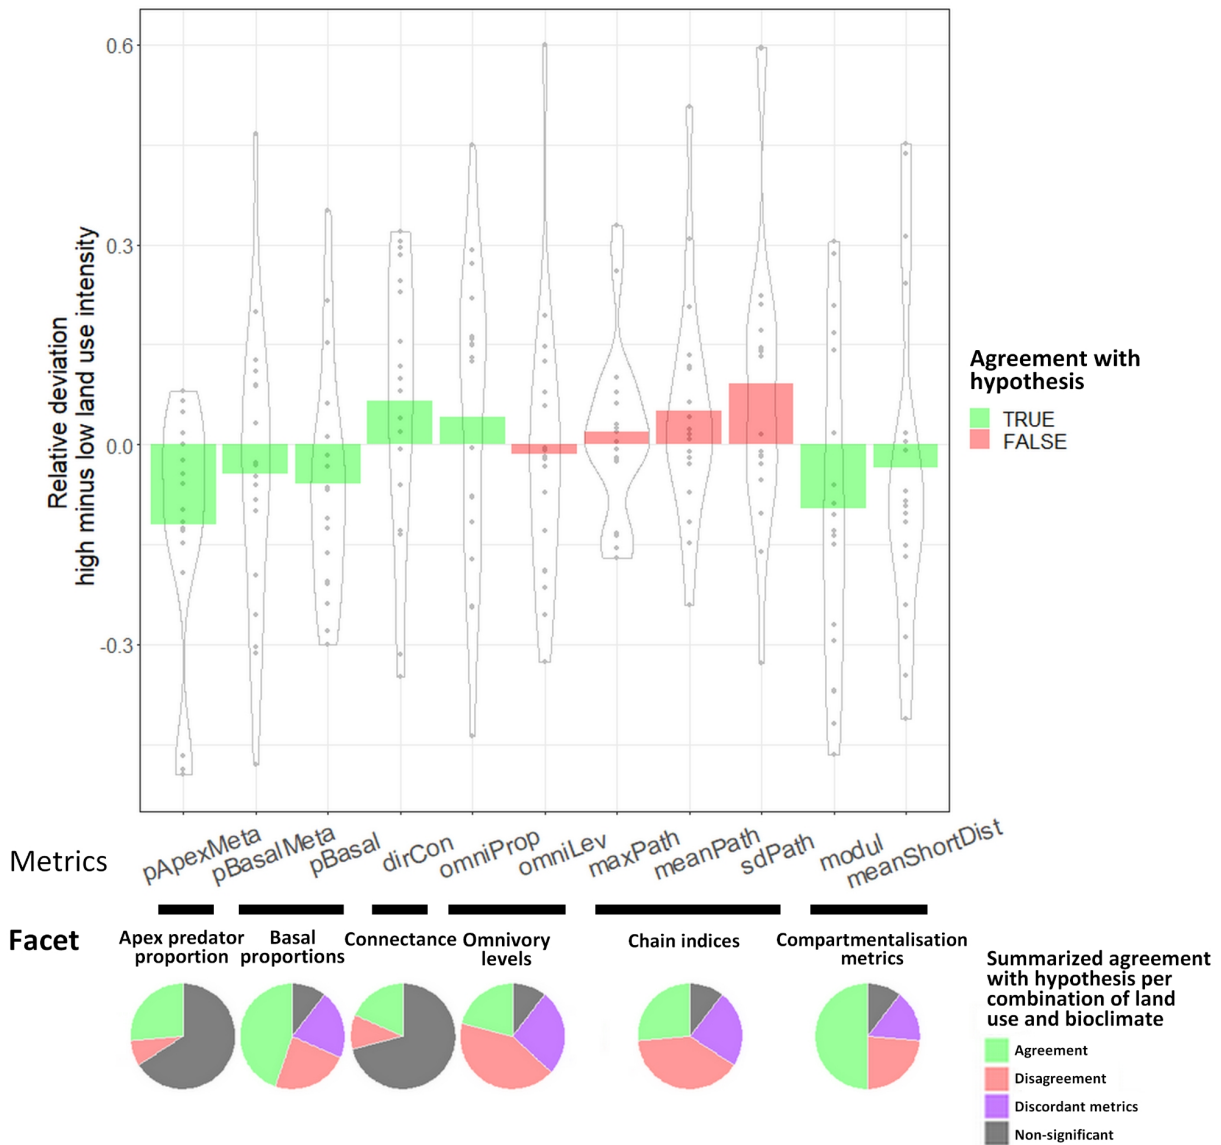 0.6
0.3
0.0
-0.3
Relative deviation
high minus low land use intensity
Agreement with
hypothesis
TRUE
FALSE
Metrics
pApexMeta
pBasalMeta
pBasal
dirCon
omniProp
omniLev
maxPath
meanPath
sdPath
modul
meanShortDist
Facet
Apex predator
proportion
Basal
proportions
Connectance
Omnivory
levels
Chain indices
Compartmentalisation
metrics
Summarized agreement
with hypothesis per
combination of land
use and bioclimate
Agreement
Disagreement
Discordant metrics
Non-significant